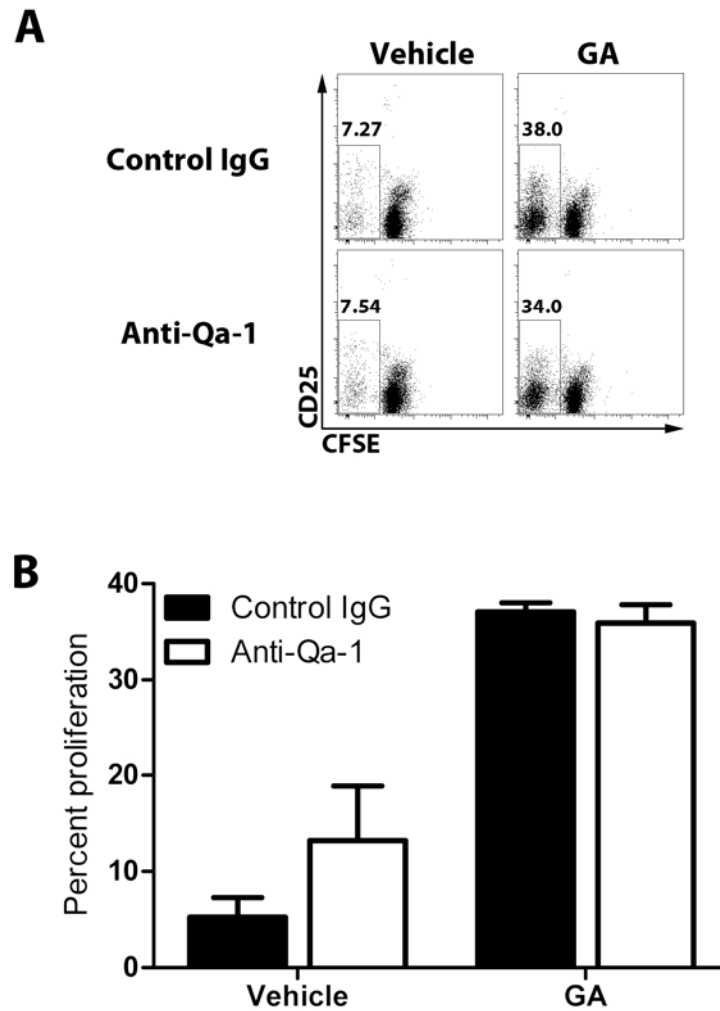 A
Vehicle GA
Control IgG
7.27 38.0
Anti-Qa-1
7.54 34.0
CD25
CFSE
B
Percent proliferation
40
30
20
10
0
Control IgG
Anti-Qa-1
Vehicle GA